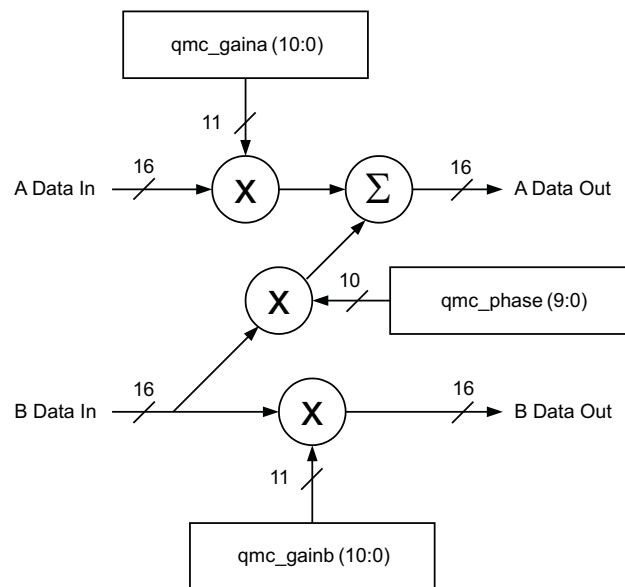 qmc_gaina (10:0)
11
16
16
A Data In
X
Σ
A Data Out
10
X
qmc_phase (9:0)
16
16
B Data In
X
B Data Out
11
qmc_gainb (10:0)